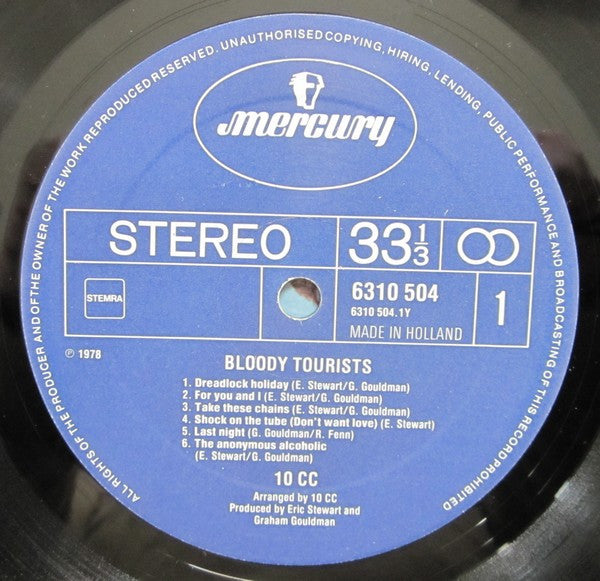 ALL RIGHTS OF THE PRODUCER AND OF THE OWNER OF THE WORK REPRODUCED RESERVED. UNAUTHORISED COPYING, HIRING, LENDING, PUBLIC PERFORMANCE AND BROADCASTING OF THIS RECORD PROHIBITED
mercury
STEREO 33 1/3
STEMRA
6310 504
6310 504.1Y
MADE IN HOLLAND
1
℗ 1978
BLOODY TOURISTS
1. Dreadlock holiday (E. Stewart/G. Gouldman)
2. For you and I (E. Stewart/G. Gouldman)
3. Take these chains (E. Stewart/G. Gouldman)
4. Shock on the tube (Don't want love) (E. Stewart)
5. Last night (G. Gouldman/R. Fenn)
6. The anonymous alcoholic
(E. Stewart/G. Gouldman)
10 CC
Arranged by 10 CC
Produced by Eric Stewart and
Graham Gouldman